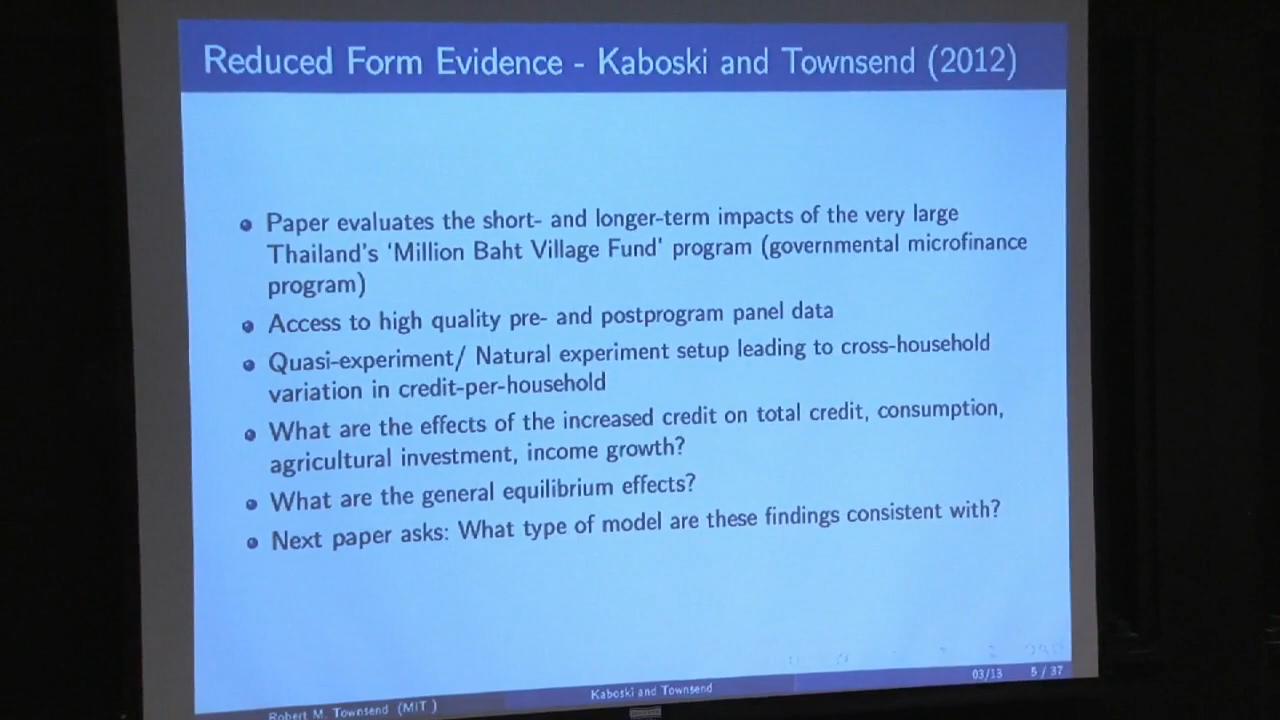 Reduced Form Evidence - Kaboski and Townsend (2012)
Paper evaluates the short- and longer-term impacts of the very large
Thailand's 'Million Baht Village Fund' program (governmental microfinance
program)
Access to high quality pre- and postprogram panel data
Quasi-experiment/ Natural experiment setup leading to cross-household
variation in credit-per-household
What are the effects of the increased credit on total credit, consumption,
agricultural investment, income growth?
What are the general equilibrium effects?
Next paper asks: What type of model are these findings consistent with?
Robert M. Townsend (MIT )
Kaboski and Townsend
03/13
5 / 37